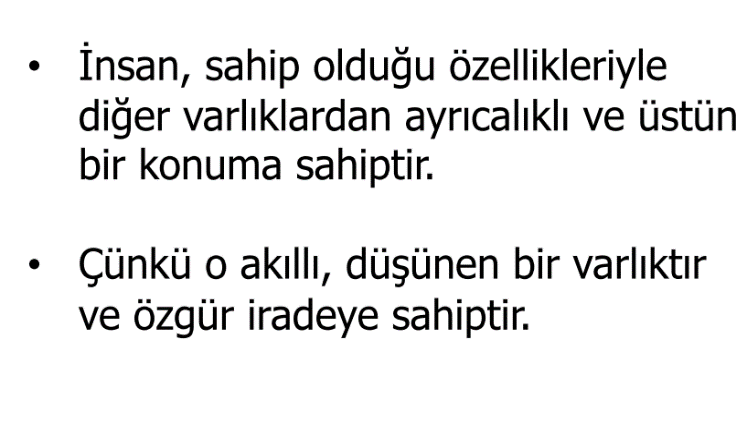 • İnsan, sahip olduğu özellikleriyle
diğer varlıklardan ayrıcalıklı ve üstün
bir konuma sahiptir.
• Çünkü o akıllı, düşünen bir varlıktır
ve özgür iradeye sahiptir.